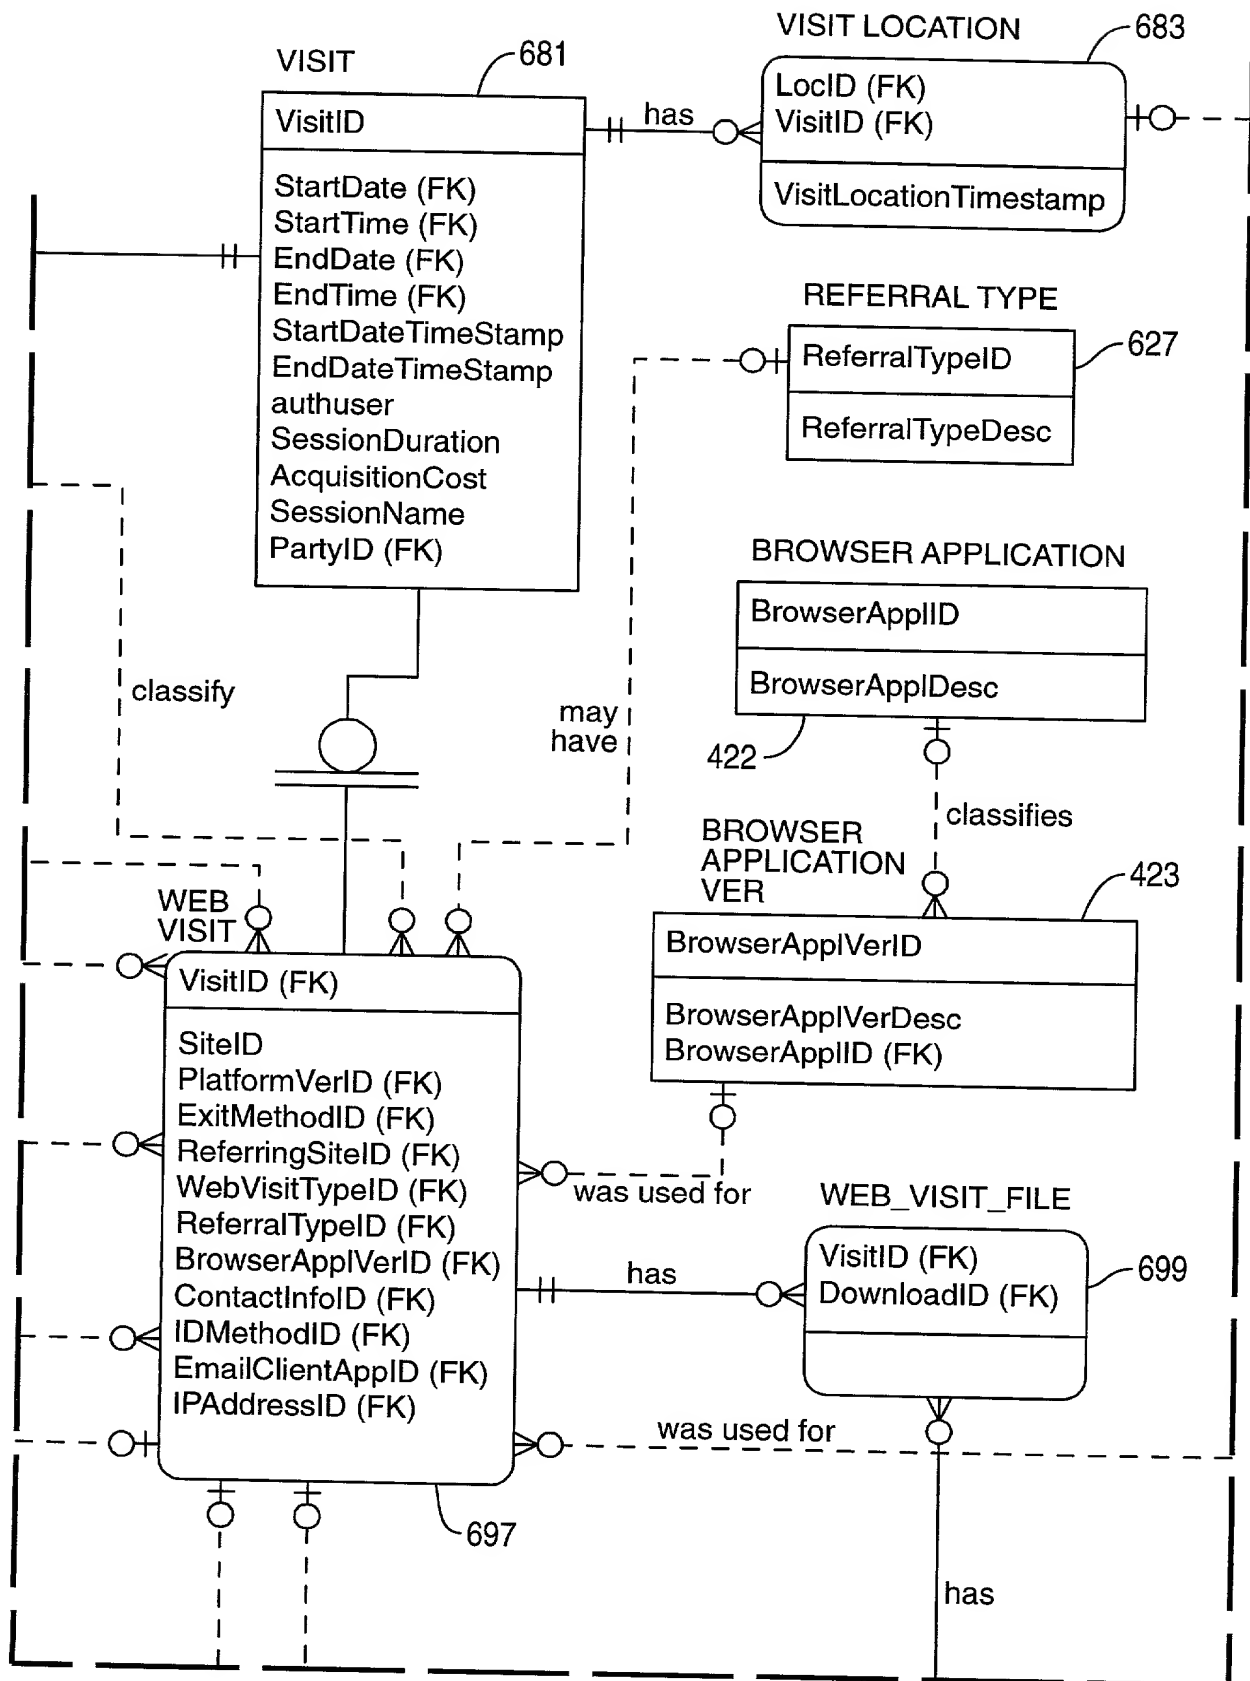 VISIT
681
VisitID
StartDate (FK)
StartTime (FK)
EndDate (FK)
EndTime (FK)
StartDateTimeStamp
EndDateTimeStamp
authuser
SessionDuration
AcquisitionCost
SessionName
PartyID (FK)
has
VISIT LOCATION
683
LocID (FK)
VisitID (FK)
VisitLocationTimestamp
REFERRAL TYPE
627
ReferralTypeID
ReferralTypeDesc
may
have
classify
BROWSER APPLICATION
BrowserApplID
BrowserApplDesc
422
classifies
BROWSER
APPLICATION
VER
423
BrowserApplVerID
BrowserApplVerDesc
BrowserApplID (FK)
was used for
WEB
VISIT
VisitID (FK)
SiteID
PlatformVerID (FK)
ExitMethodID (FK)
ReferringSiteID (FK)
WebVisitTypeID (FK)
ReferralTypeID (FK)
BrowserApplVerID (FK)
ContactInfoID (FK)
IDMethodID (FK)
EmailClientAppID (FK)
IPAddressID (FK)
697
has
WEB_VISIT_FILE
699
VisitID (FK)
DownloadID (FK)
was used for
has